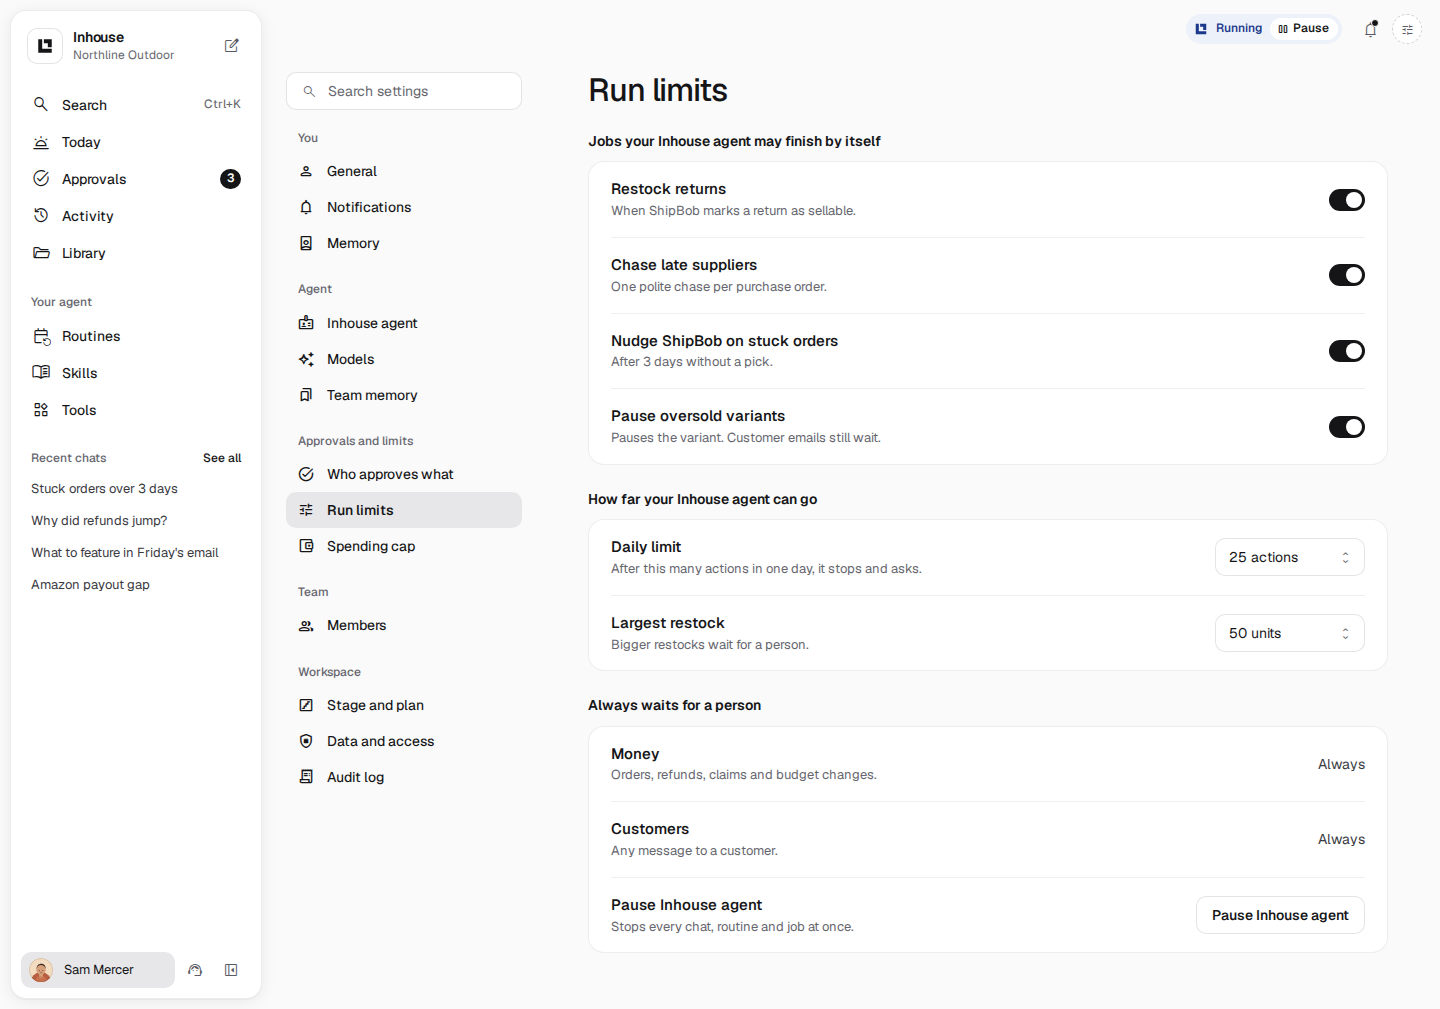 Inhouse
Northline Outdoor
Search Ctrl+K
Today
Approvals 3
Activity
Library
Your agent
Routines
Skills
Tools
Recent chats See all
Stuck orders over 3 days
Why did refunds jump?
What to feature in Friday's email
Amazon payout gap
Sam Mercer
Search settings
You
General
Notifications
Memory
Agent
Inhouse agent
Models
Team memory
Approvals and limits
Who approves what
Run limits
Spending cap
Team
Members
Workspace
Stage and plan
Data and access
Audit log
Running Pause
Run limits
Jobs your Inhouse agent may finish by itself
Restock returns
When ShipBob marks a return as sellable.
Chase late suppliers
One polite chase per purchase order.
Nudge ShipBob on stuck orders
After 3 days without a pick.
Pause oversold variants
Pauses the variant. Customer emails still wait.
How far your Inhouse agent can go
Daily limit
After this many actions in one day, it stops and asks.
25 actions
Largest restock
Bigger restocks wait for a person.
50 units
Always waits for a person
Money
Orders, refunds, claims and budget changes.
Always
Customers
Any message to a customer.
Always
Pause Inhouse agent
Stops every chat, routine and job at once.
Pause Inhouse agent